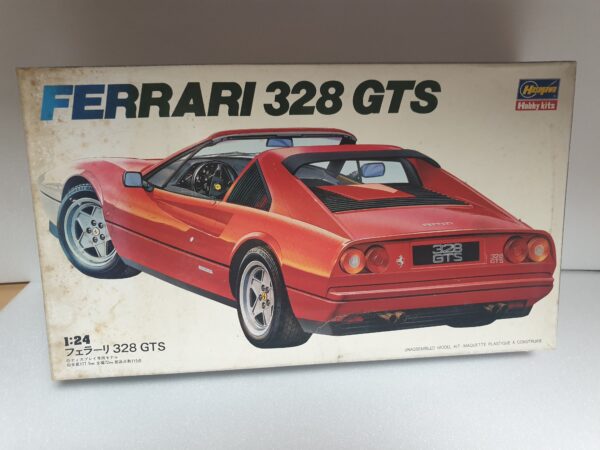 FERRARI 328 GTS
Hasegawa
Hobby kits
FERRARI
328
GTS
328
GTS
1:24
フェラーリ 328 GTS
UNASSEMBLED MODEL KIT MAQUETTE PLASTIQUE A CONSTRUIRE